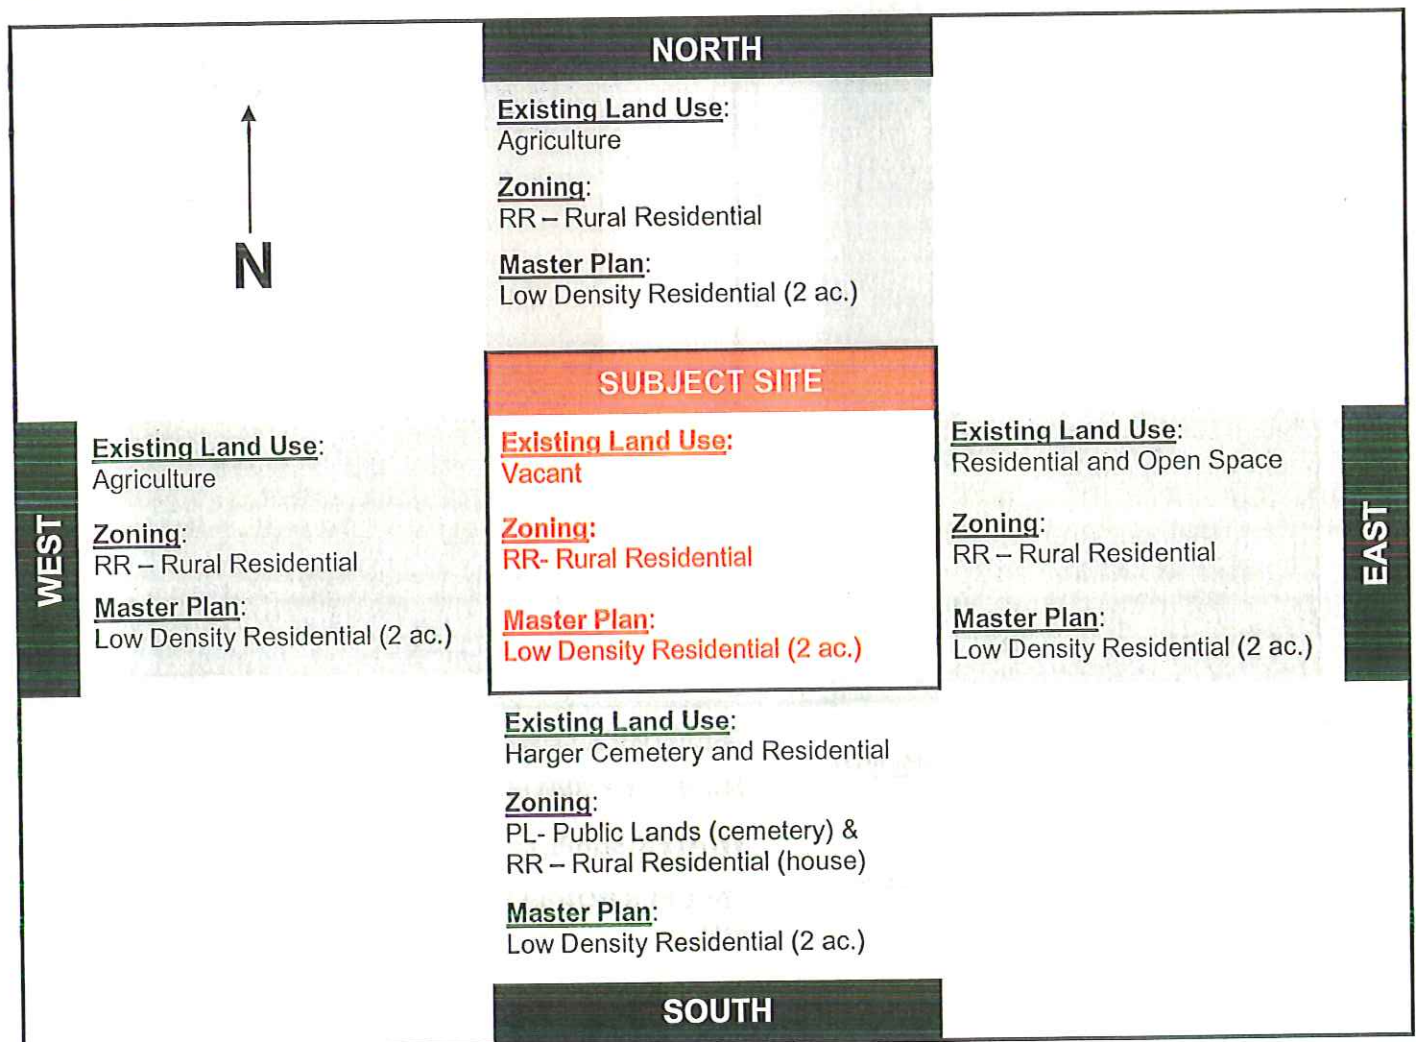 NORTH
Existing Land Use:
Agriculture
Zoning:
RR – Rural Residential
Master Plan:
Low Density Residential (2 ac.)
N
SUBJECT SITE
Existing Land Use:
Vacant
Zoning:
RR- Rural Residential
Master Plan:
Low Density Residential (2 ac.)
WEST
Existing Land Use:
Agriculture
Zoning:
RR – Rural Residential
Master Plan:
Low Density Residential (2 ac.)
Existing Land Use:
Residential and Open Space
Zoning:
RR – Rural Residential
Master Plan:
Low Density Residential (2 ac.)
EAST
Existing Land Use:
Harger Cemetery and Residential
Zoning:
PL- Public Lands (cemetery) &
RR – Rural Residential (house)
Master Plan:
Low Density Residential (2 ac.)
SOUTH